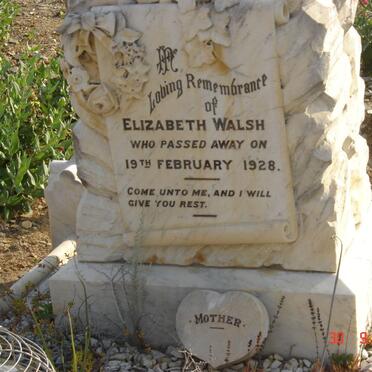 In
Loving Remembrance
of
ELIZABETH WALSH
WHO PASSED AWAY ON
19TH FEBRUARY 1928.
COME UNTO ME, AND I WILL
GIVE YOU REST.
MOTHER